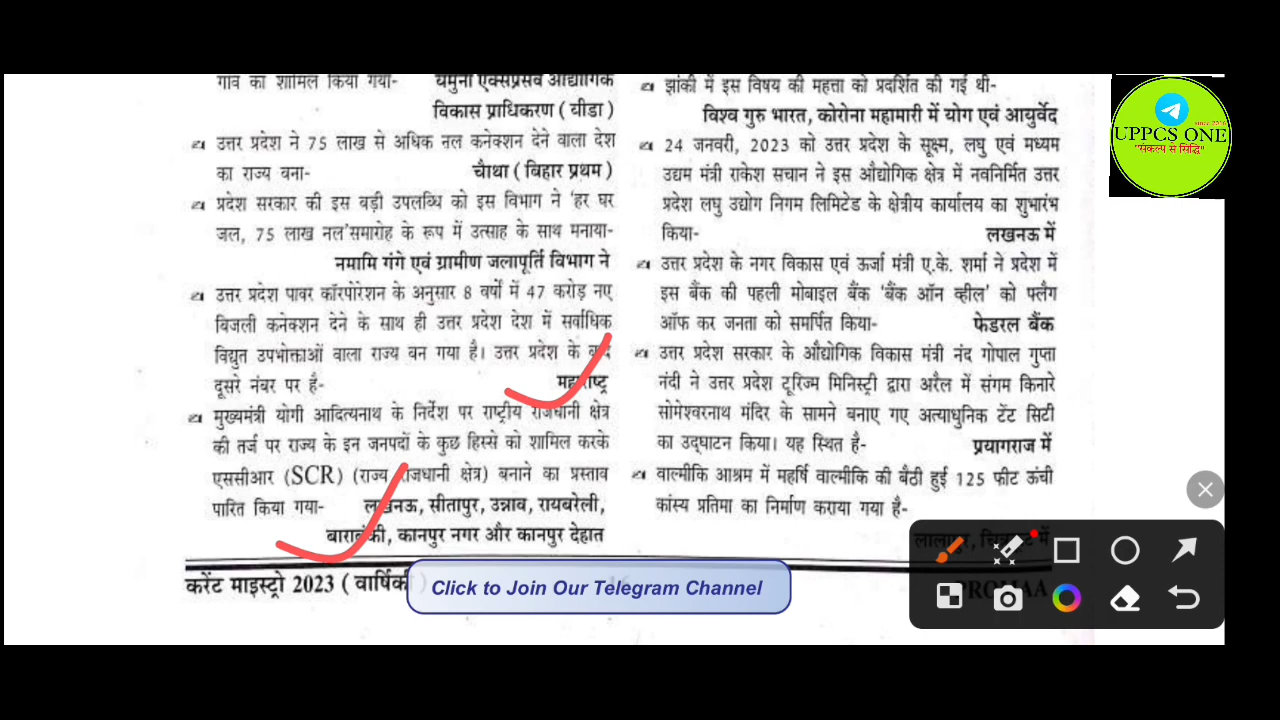 गांव को शामिल किया गया- यमुना एक्सप्रेसवे औद्योगिक
विकास प्राधिकरण ( यीडा )
उत्तर प्रदेश ने 75 लाख से अधिक नल कनेक्शन देने वाला देश
का राज्य बना- चौथा ( बिहार प्रथम )
प्रदेश सरकार की इस बड़ी उपलब्धि को इस विभाग ने 'हर घर
जल, 75 लाख नल'समारोह के रूप में उत्साह के साथ मनाया-
नमामि गंगे एवं ग्रामीण जलापूर्ति विभाग ने
उत्तर प्रदेश पावर कॉरपोरेशन के अनुसार 8 वर्षों में 47 करोड़ नए
बिजली कनेक्शन देने के साथ ही उत्तर प्रदेश देश में सर्वाधिक
विद्युत उपभोक्ताओं वाला राज्य बन गया है। उत्तर प्रदेश के बाद
दूसरे नंबर पर है- महाराष्ट्र
मुख्यमंत्री योगी आदित्यनाथ के निर्देश पर राष्ट्रीय राजधानी क्षेत्र
की तर्ज पर राज्य के इन जनपदों के कुछ हिस्से को शामिल करके
एससीआर (SCR) (राज्य राजधानी क्षेत्र) बनाने का प्रस्ताव
पारित किया गया- लखनऊ, सीतापुर, उन्नाव, रायबरेली,
बाराबंकी, कानपुर नगर और कानपुर देहात
करेंट माइस्ट्रो 2023 ( वार्षिकी )
झांकी में इस विषय की महत्ता को प्रदर्शित की गई थी-
विश्व गुरु भारत, कोरोना महामारी में योग एवं आयुर्वेद
24 जनवरी, 2023 को उत्तर प्रदेश के सूक्ष्म, लघु एवं मध्यम
उद्यम मंत्री राकेश सचान ने इस औद्योगिक क्षेत्र में नवनिर्मित उत्तर
प्रदेश लघु उद्योग निगम लिमिटेड के क्षेत्रीय कार्यालय का शुभारंभ
किया- लखनऊ में
उत्तर प्रदेश के नगर विकास एवं ऊर्जा मंत्री ए.के. शर्मा ने प्रदेश में
इस बैंक की पहली मोबाइल बैंक 'बैंक ऑन व्हील' को फ्लैग
ऑफ कर जनता को समर्पित किया- फेडरल बैंक
उत्तर प्रदेश सरकार के औद्योगिक विकास मंत्री नंद गोपाल गुप्ता
नंदी ने उत्तर प्रदेश टूरिज्म मिनिस्ट्री द्वारा अरैल में संगम किनारे
सोमेश्वरनाथ मंदिर के सामने बनाए गए अत्याधुनिक टेंट सिटी
का उद्घाटन किया। यह स्थित है- प्रयागराज में
वाल्मीकि आश्रम में महर्षि वाल्मीकि की बैठी हुई 125 फीट ऊंची
कांस्य प्रतिमा का निर्माण कराया गया है-
लालापुर, चित्रकूट में
Click to Join Our Telegram Channel
since 22
UPPCS ONE
"संकल्प से सिद्धि"